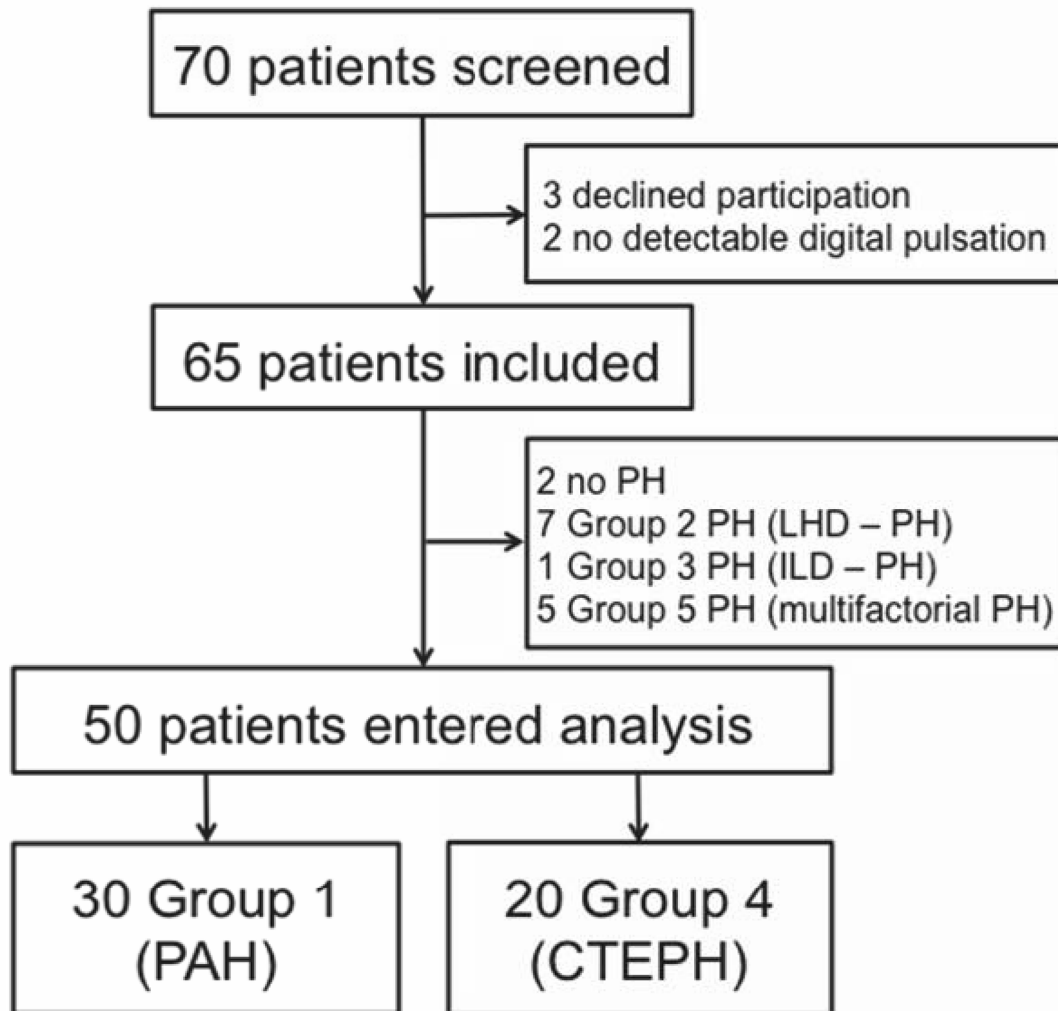 70 patients screened
3 declined participation
2 no detectable digital pulsation
65 patients included
2 no PH
7 Group 2 PH (LHD – PH)
1 Group 3 PH (ILD – PH)
5 Group 5 PH (multifactorial PH)
50 patients entered analysis
30 Group 1
(PAH)
20 Group 4
(CTEPH)